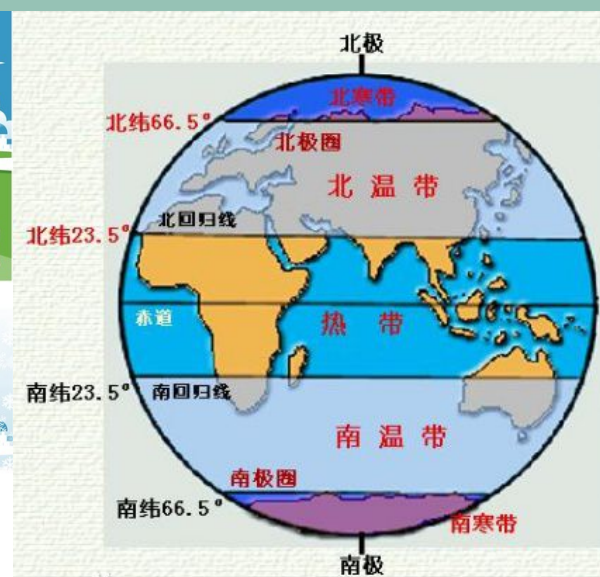 北极
北寒带
北纬66.5°
北极圈
北温带
北回归线
北纬23.5°
赤道
热带
南纬23.5°
南回归线
南温带
南极圈
南纬66.5°
南寒带
南极